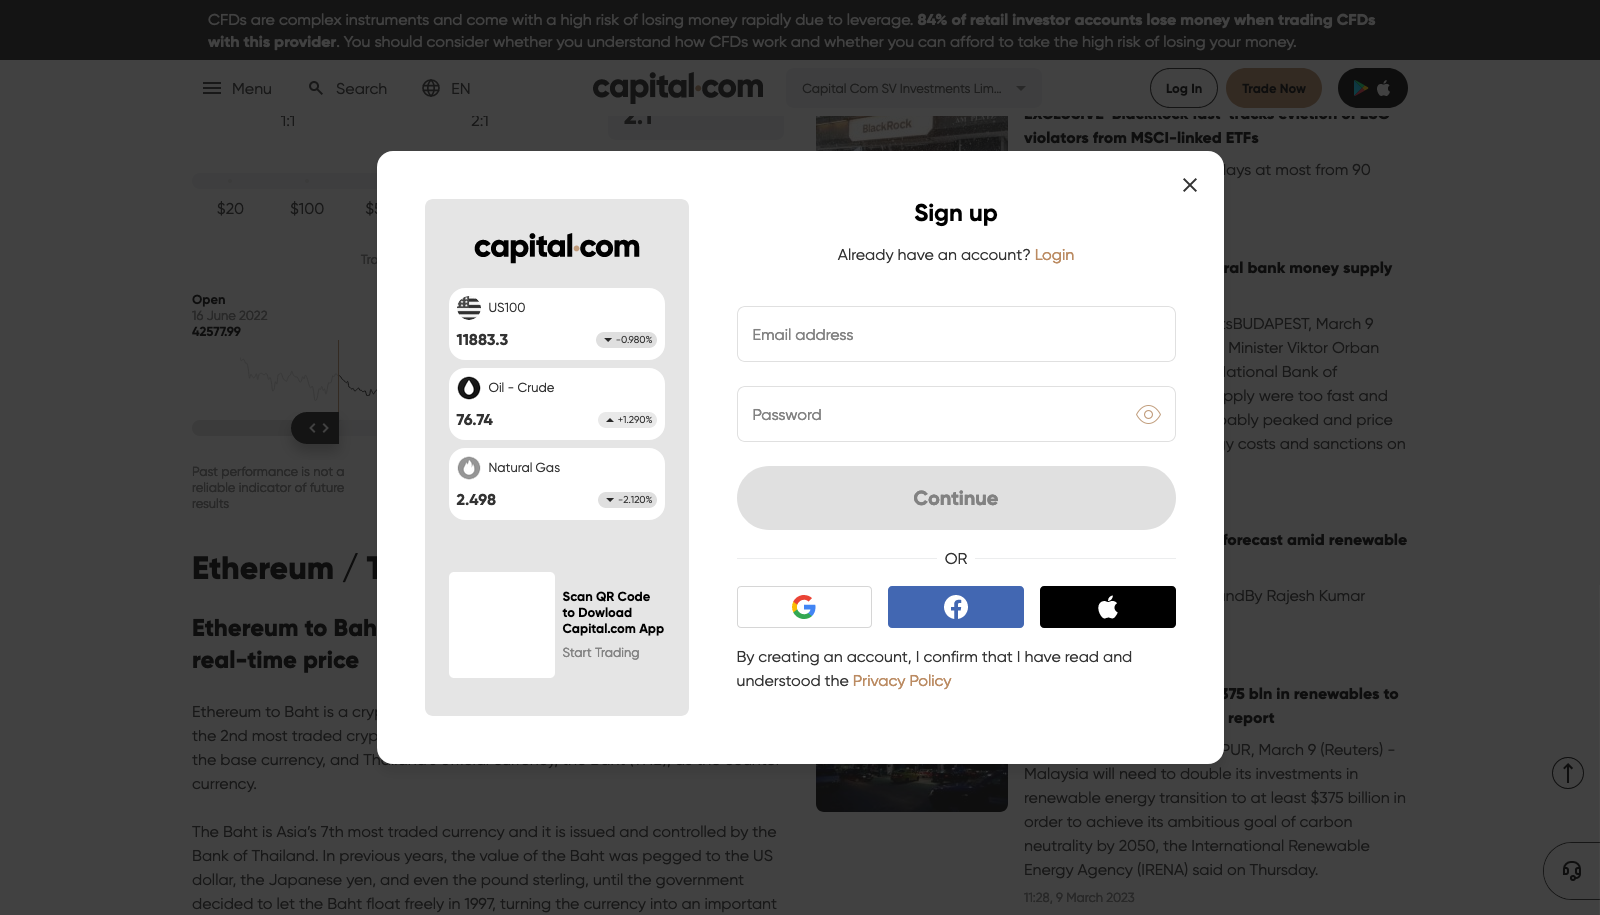 CFDs are complex instruments and come with a high risk of losing money rapidly due to leverage. 84% of retail investor accounts lose money when trading CFDs
with this provider. You should consider whether you understand how CFDs work and whether you can afford to take the high risk of losing your money.
Menu
Search
EN
capital.com
Capital Com SV Investments Lim...
Log In
Trade Now
1:1
2:1
2:1
BlackRock
violators from MSCI-linked ETFs
ays at most from 90
$20
$100
Open
16 June 2022
42577.99
Past performance is not a
reliable indicator of future
results
Ethereum /
Ethereum to Bah
real-time price
Ethereum to Baht is a
the 2nd most traded
the base currency, and
currency.
The Baht is Asia's 7th most traded currency and it is issued and controlled by the
Bank of Thailand. In previous years, the value of the Baht was pegged to the US
dollar, the Japanese yen, and even the pound sterling, until the government
decided to let the Baht float freely in 1997, turning the currency into an important
capital.com
US100
11883.3
-0.980%
Oil - Crude
76.74
+1.290%
Natural Gas
2.498
-2.120%
Scan QR Code
to Dowload
Capital.com App
Start Trading
Sign up
Already have an account? Login
Email address
Password
Continue
OR
By creating an account, I confirm that I have read and
understood the Privacy Policy
ral bank money supply
sBUDAPEST, March 9
Minister Viktor Orban
ational Bank of
pply were too fast and
bably peaked and price
y costs and sanctions on
forecast amid renewable
ndBy Rajesh Kumar
375 bln in renewables to
report
PUR, March 9 (Reuters) -
Malaysia will need to double its investments in
renewable energy transition to at least $375 billion in
order to achieve its ambitious goal of carbon
neutrality by 2050, the International Renewable
Energy Agency (IRENA) said on Thursday.
11:28, 9 March 2023